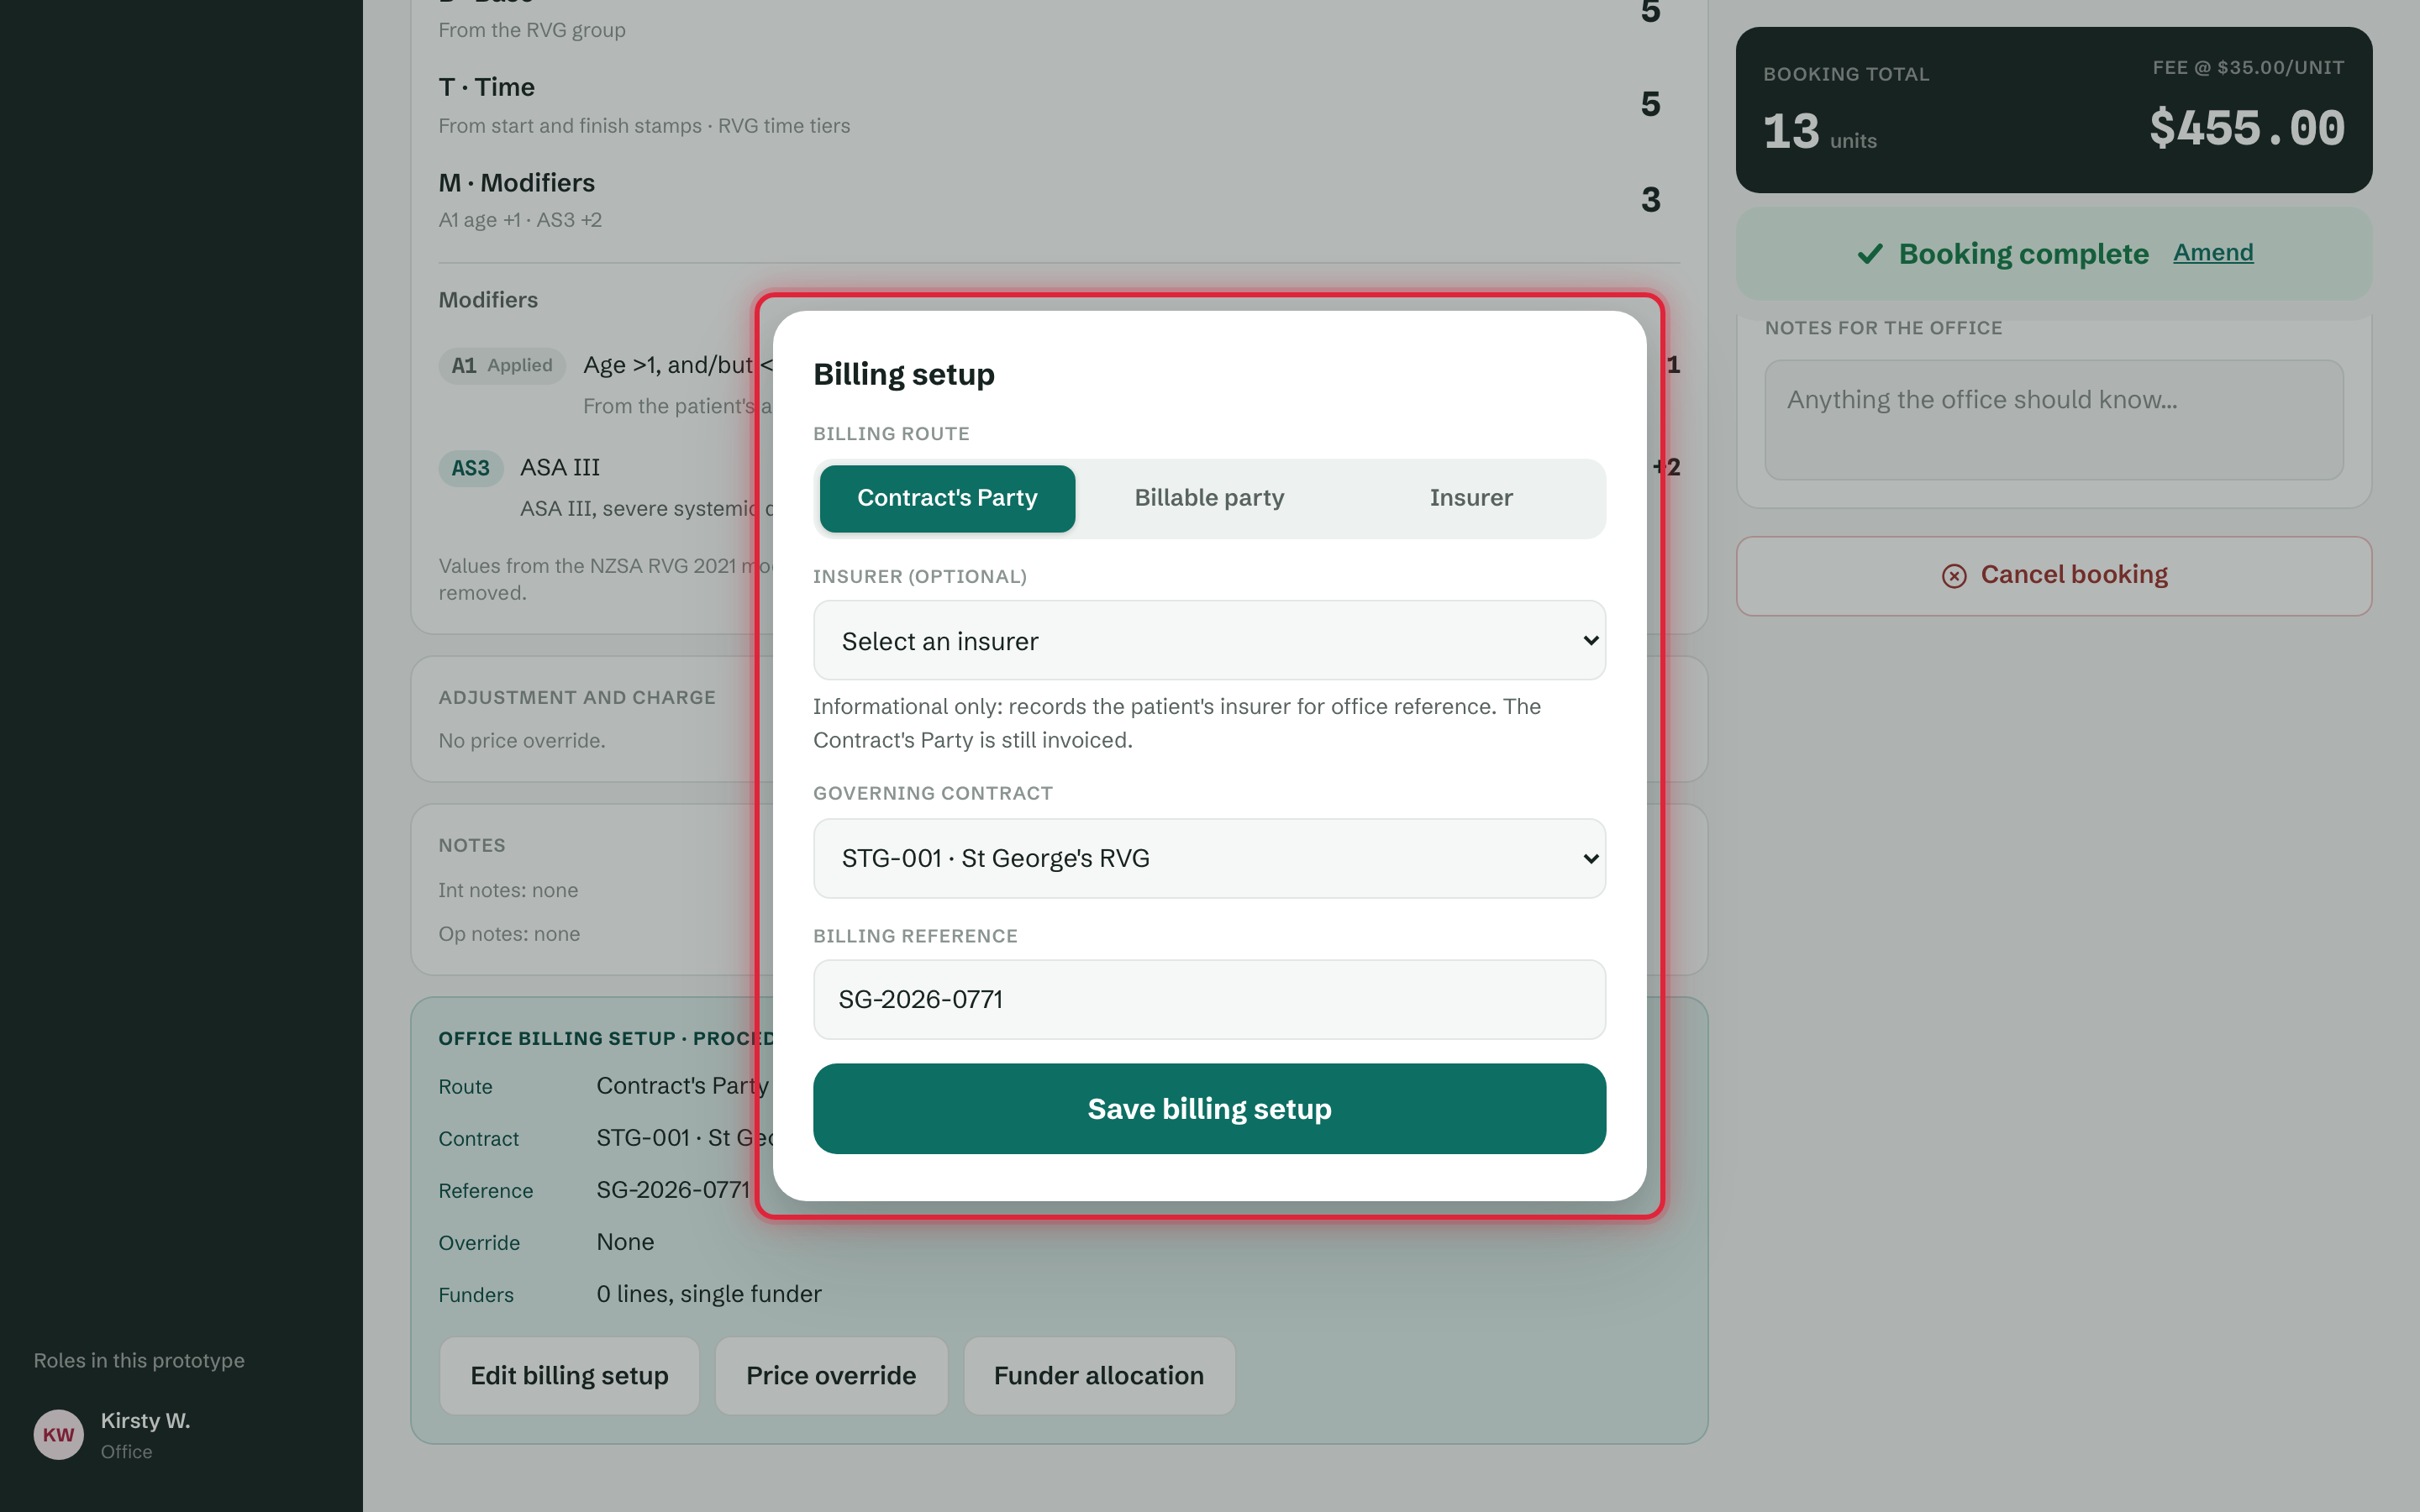 5
From the RVG group
T · Time
From start and finish stamps · RVG time tiers
5
M · Modifiers
A1 age +1 · AS3 +2
3
Modifiers
A1 Applied
Age >1, and/but <
1
From the patient's a
AS3
ASA III
+2
ASA III, severe systemic
Values from the NZSA RVG 2021
removed.
ADJUSTMENT AND CHARGE
No price override.
NOTES
Int notes: none
Op notes: none
OFFICE BILLING SETUP · PROCED
Route
Contract's Party
Contract
STG-001 · St Geo
Reference
SG-2026-0771
Override
None
Funders
0 lines, single funder
Edit billing setup
Price override
Funder allocation
Billing setup
BILLING ROUTE
Contract's Party
Billable party
Insurer
INSURER (OPTIONAL)
Select an insurer
Informational only: records the patient's insurer for office reference. The
Contract's Party is still invoiced.
GOVERNING CONTRACT
STG-001 · St George's RVG
BILLING REFERENCE
SG-2026-0771
Save billing setup
BOOKING TOTAL
FEE @ $35.00/UNIT
13 units
$455.00
Booking complete
Amend
NOTES FOR THE OFFICE
Anything the office should know...
Cancel booking
Roles in this prototype
KW
Kirsty W.
Office